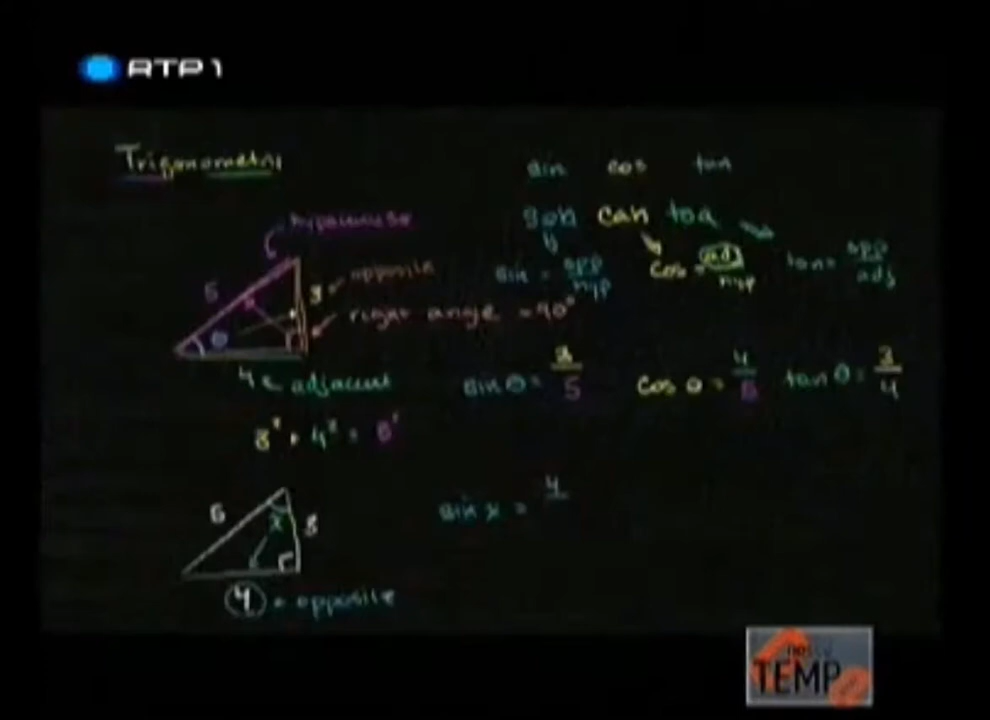 RTP1
Trigonometry
sin cos tan
hypotenuse
soh cah toa
5
3
opposite
sin = opp/hyp
cos = adj/hyp
tan = opp/adj
θ
right angle = 90°
4 adjacent
sin θ = 3/5
cos θ = 4/5
tan θ = 3/4
3² + 4² = 5²
5
x
3
sin x = 4
4 = opposite
TEMP